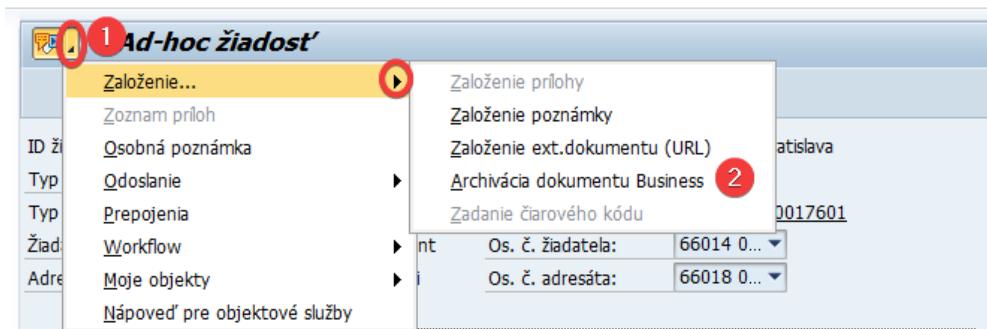 1 Ad-hoc žiadosť
Založenie...
Založenie prílohy
Zoznam príloh
Založenie poznámky
ID ži
Osobná poznámka
Založenie ext.dokumentu (URL)
atislava
Typ
Odoslanie
Archivácia dokumentu Business 2
Typ
Prepojenia
Zadanie čiarového kódu
0017601
Žiad
Workflow
nt
Os. č. žiadatela:
66014 0...
Adre
Moje objekty
i
Os. č. adresáta:
66018 0...
Nápoveď pre objektové služby